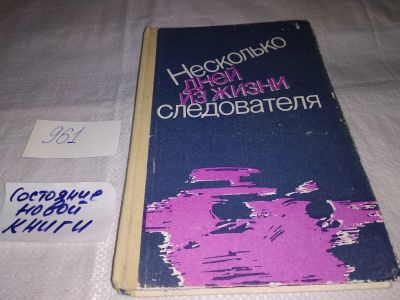 Несколько
дней
из жизни
следователя
961
Состояние
новой
книги